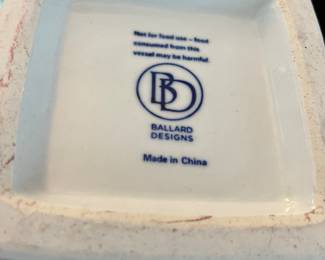 Not for food use – food
consumed from this
vessel may be harmful.
BD
BALLARD
DESIGNS
Made in China